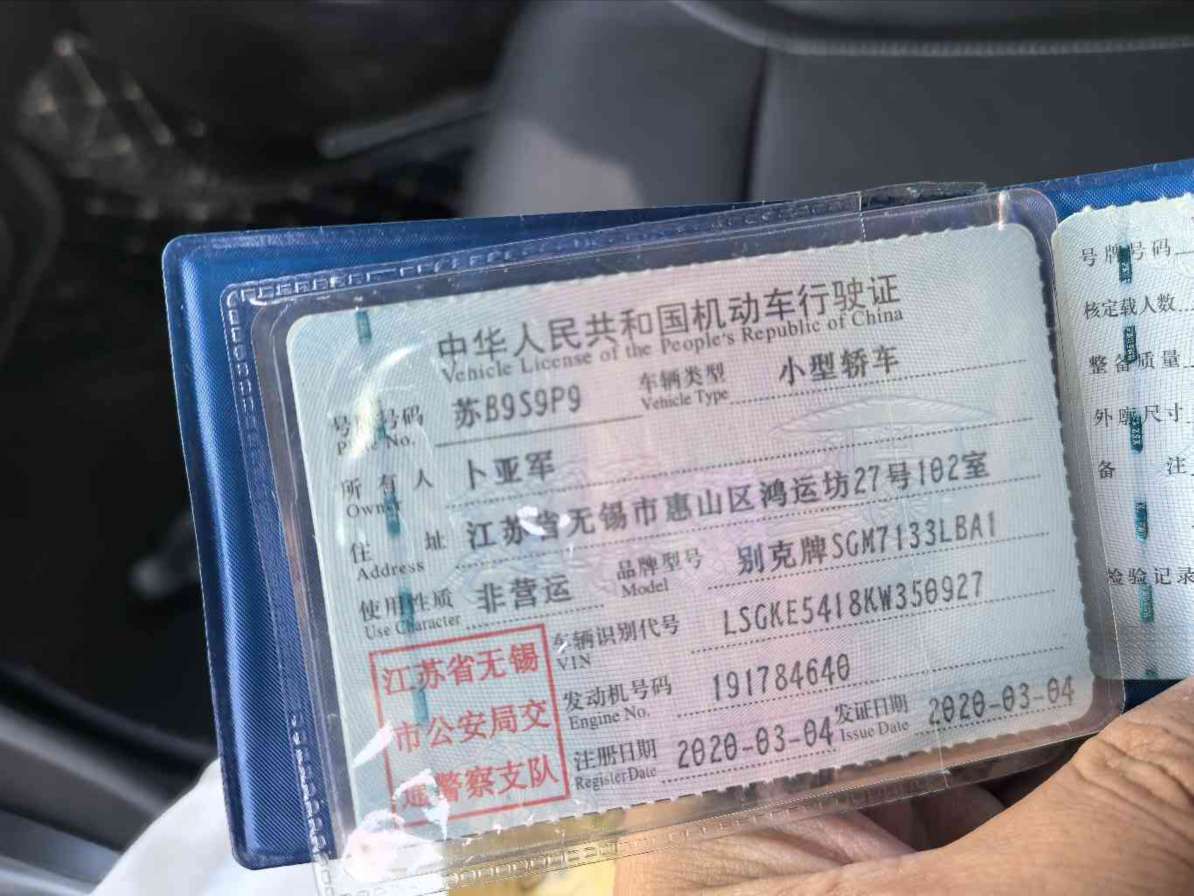 中华人民共和国机动车行驶证
Vehicle License of the People's Republic of China
号牌号码 苏B9S9P9 车辆类型 小型轿车
Plate No. Vehicle Type
所有人 卜亚军
Owner
住址 江苏省无锡市惠山区鸿运坊27号102室
Address
使用性质 非营运 品牌型号 别克牌SGM7133LBA1
Use Character Model
车辆识别代号 LSGKE5418KW350927
VIN
发动机号码 191784640
Engine No.
注册日期 2020-03-04 发证日期 2020-03-04
Register Date Issue Date
江苏省无锡
市公安局交
通警察支队
号牌号码
核定载人数
整备质量
外廓尺寸
备注
检验记录